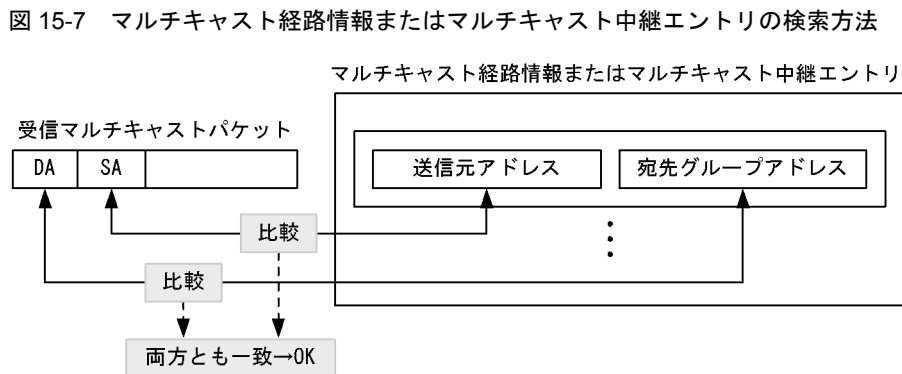 図 15-7 マルチキャスト経路情報またはマルチキャスト中継エントリの検索方法
マルチキャスト経路情報またはマルチキャスト中継エントリ
受信マルチキャストパケット
DA SA
送信元アドレス 宛先グループアドレス
比較
比較
両方とも一致→OK